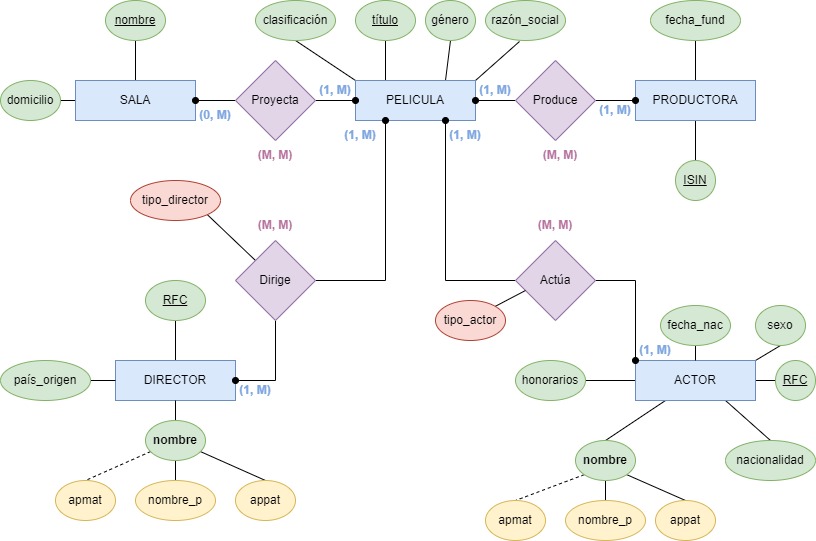 nombre
clasificación
título
género
razón_social
fecha_fund
domicilio
SALA
Proyecta
PELICULA
Produce
PRODUCTORA
(0, M)
(1, M)
(1, M)
(1, M)
(1, M)
(1, M)
(M, M)
(M, M)
ISIN
tipo_director
(M, M)
(M, M)
Dirige
Actúa
RFC
tipo_actor
fecha_nac
sexo
(1, M)
país_origen
DIRECTOR
(1, M)
honorarios
ACTOR
RFC
nombre
nombre
nacionalidad
apmat
nombre_p
appat
apmat
nombre_p
appat